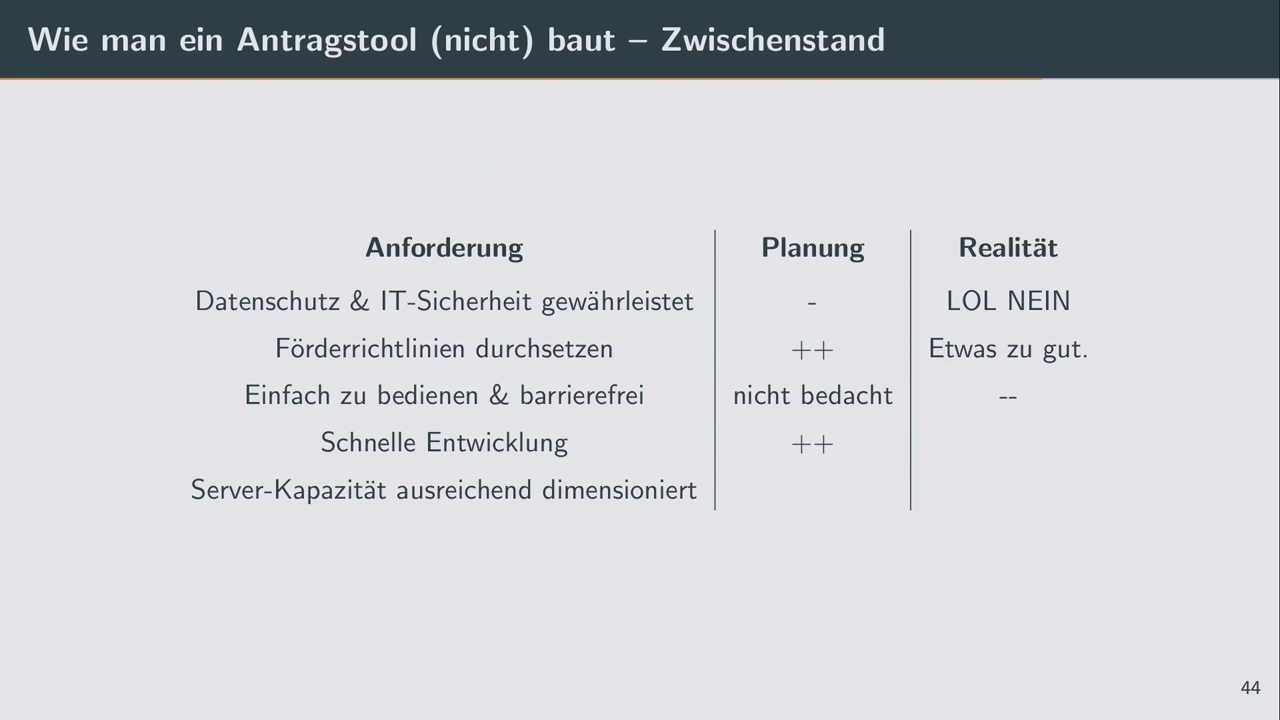 Wie man ein Antragstool (nicht) baut – Zwischenstand
Anforderung Planung Realität
Datenschutz & IT-Sicherheit gewährleistet - LOL NEIN
Förderrichtlinien durchsetzen ++ Etwas zu gut.
Einfach zu bedienen & barrierefrei nicht bedacht --
Schnelle Entwicklung ++
Server-Kapazität ausreichend dimensioniert
44